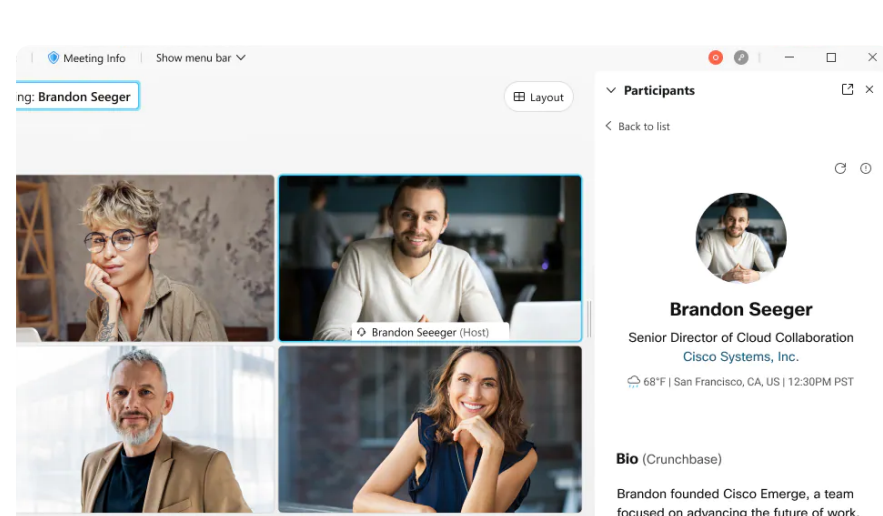 Meeting Info
Show menu bar
ng: Brandon Seeger
Layout
Participants
Back to list
Brandon Seeeger (Host)
Brandon Seeger
Senior Director of Cloud Collaboration
Cisco Systems, Inc.
68°F | San Francisco, CA, US | 12:30PM PST
Bio (Crunchbase)
Brandon founded Cisco Emerge, a team
focused on advancing the future of work.